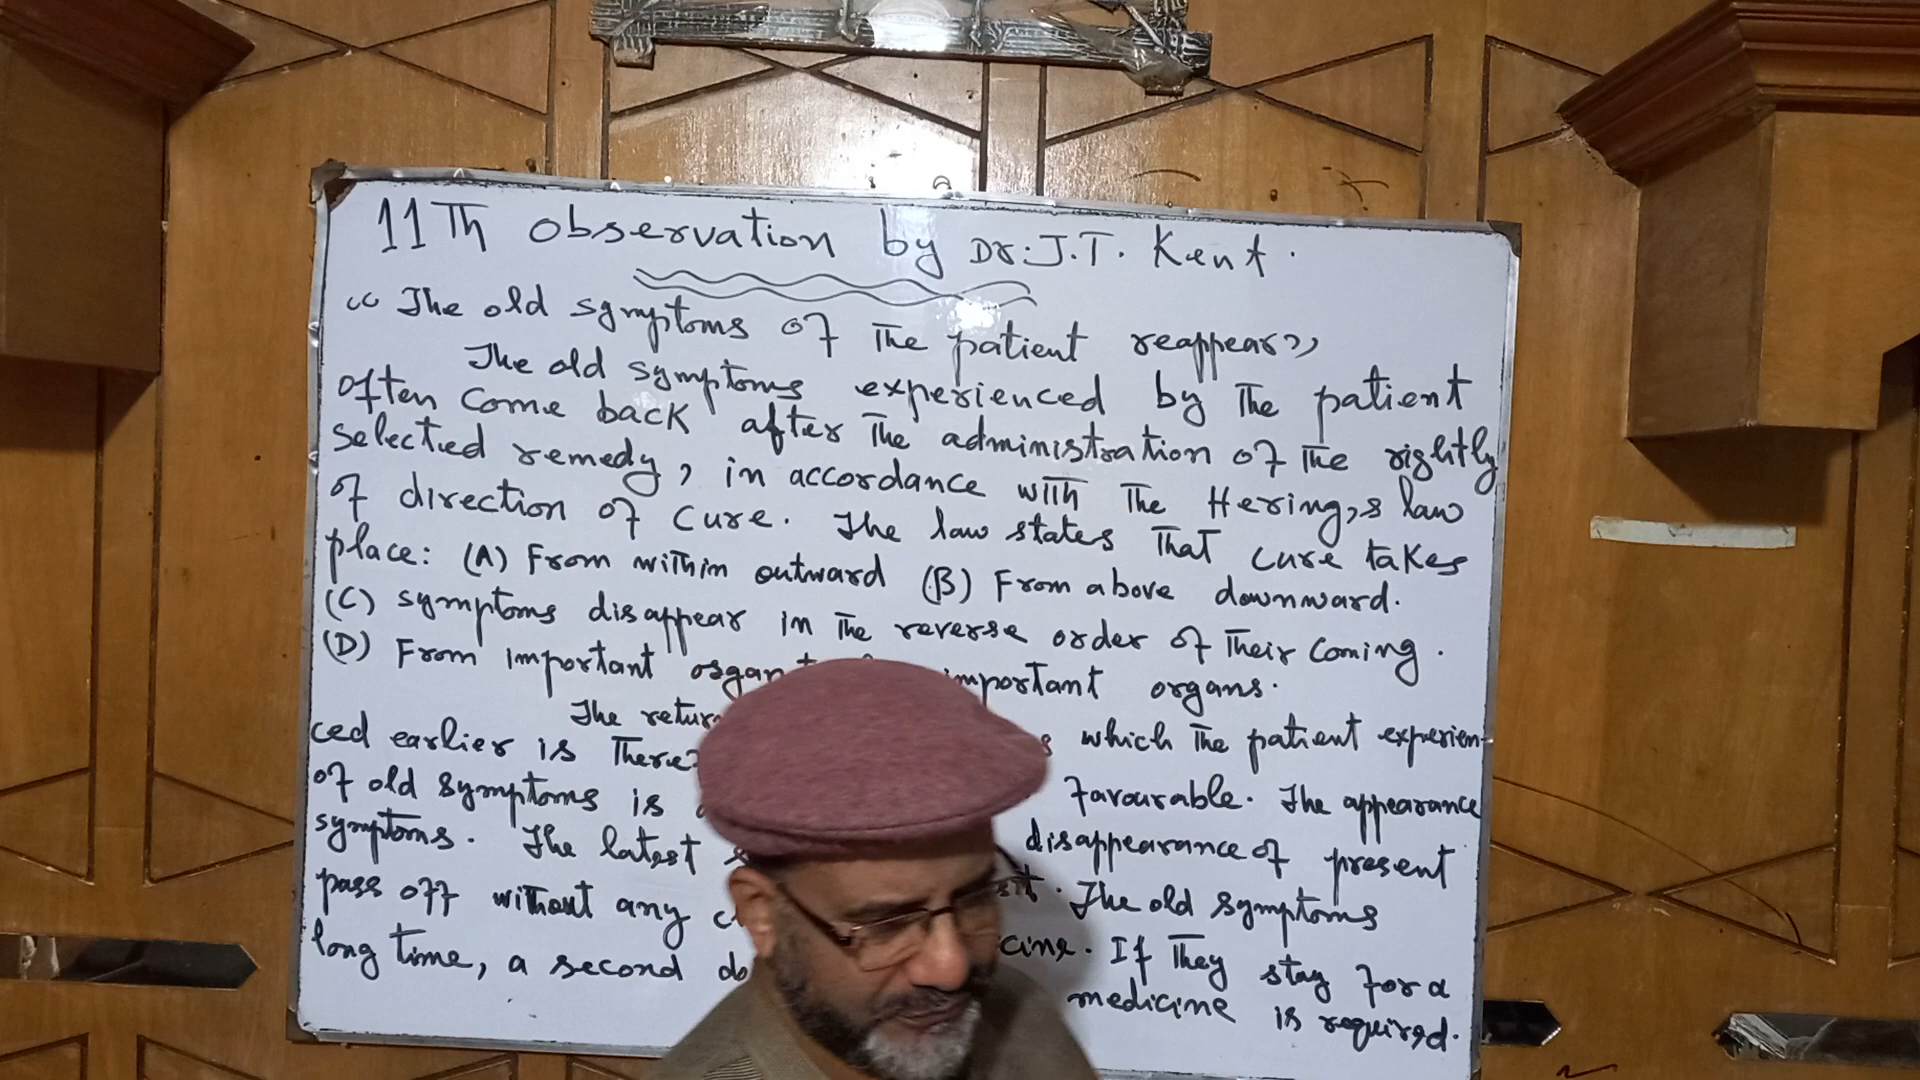 11Th observation by Dr: J.T. Kent.
“The old symptoms of The patient reappear”
The old symptoms experienced by The patient
often come back after The administration of The rightly
selected remedy, in accordance with The Hering,s law
of direction of cure. The law states That cure takes
place: (A) From within outward (B) From above downward.
(C) symptoms disappear in The reverse order of Their coming.
(D) From important organ important organs.
The which The patient experien-
ced earlier is favourable. The appearance
of old symptoms is disappearance of present
symptoms. The latest The old symptoms
pass off without any If They stay for a
long time, a second medicine is required.